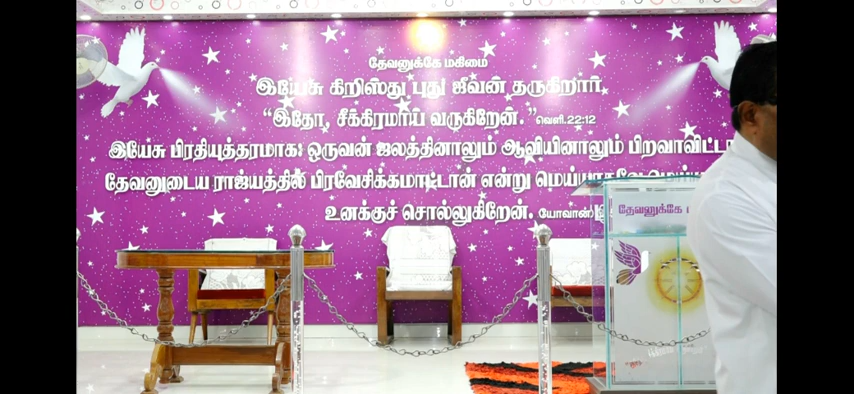 தேவனுக்கே மகிமை
இயேசு கிறிஸ்து புது ஜீவன் தருகிறார்
“இதோ, சீக்கிரமாய் வருகிறேன்.” வெளி.22:12
இயேசு பிரதியுத்தரமாக: ஒருவன் ஜலத்தினாலும் ஆவியினாலும்
தேவனுடைய ராஜ்யத்தில் பிரவேசிக்கமாட்டான் என்று
உனக்குச் சொல்லுகிறேன். யோவான்
தேவனுக்கே